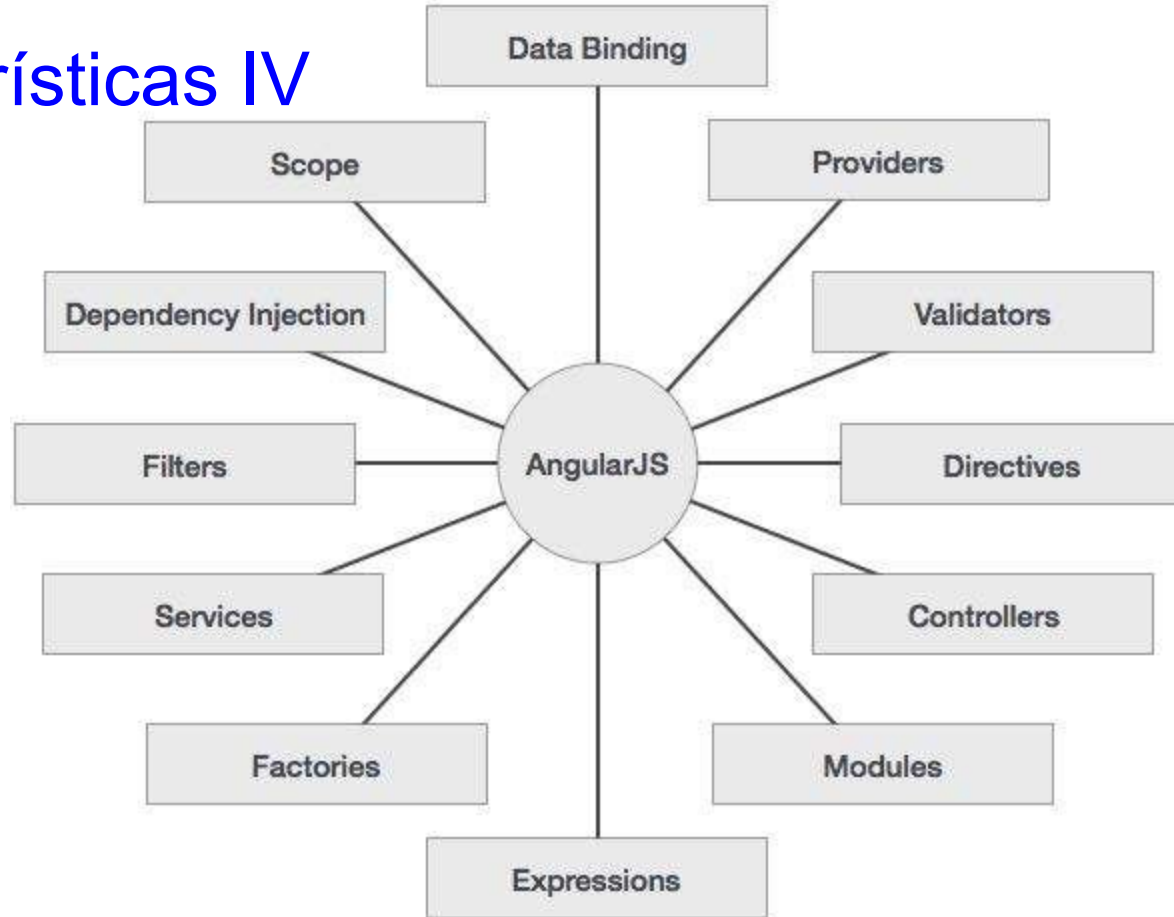 rísticas IV
Data Binding
Scope
Providers
Dependency Injection
Validators
Filters
AngularJS
Directives
Services
Controllers
Factories
Modules
Expressions